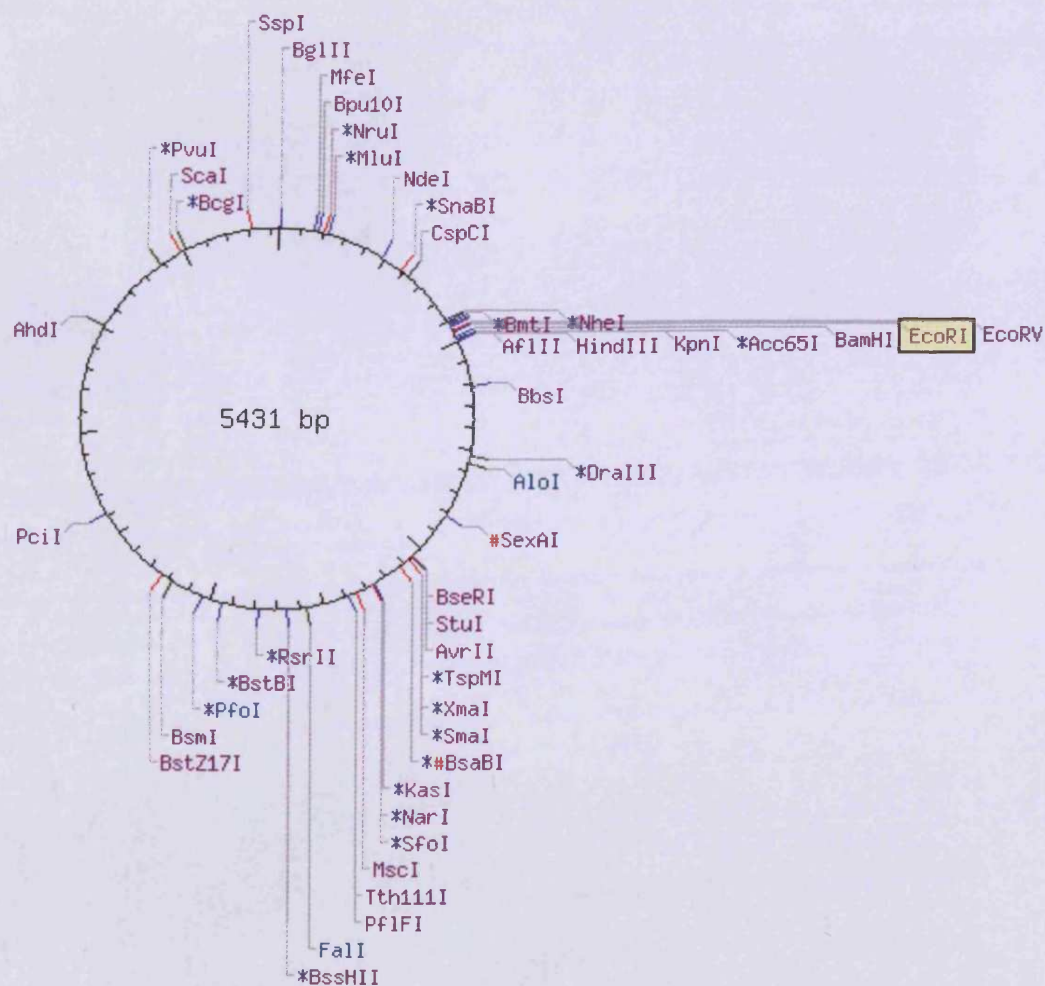 SspI
BglII
MfeI
Bpu10I
*NruI
*MluI
*PvuI
ScaI
*BcgI
NdeI
*SnaBI
CspCI
AhdI
*BmtI *NheI
AflII HindIII KpnI *Acc65I BamHI EcoRI EcoRV
BbsI
5431 bp
*DraIII
AloI
PciI
#SexAI
BseRI
StuI
AvrII
*TspMI
*XmaI
*SmaI
*#BsaBI
*RsrII
*BstBI
*PfoI
BsmI
BstZ17I
*KasI
*NarI
*SfoI
MscI
Tth111I
PflFI
FalI
*BssHII